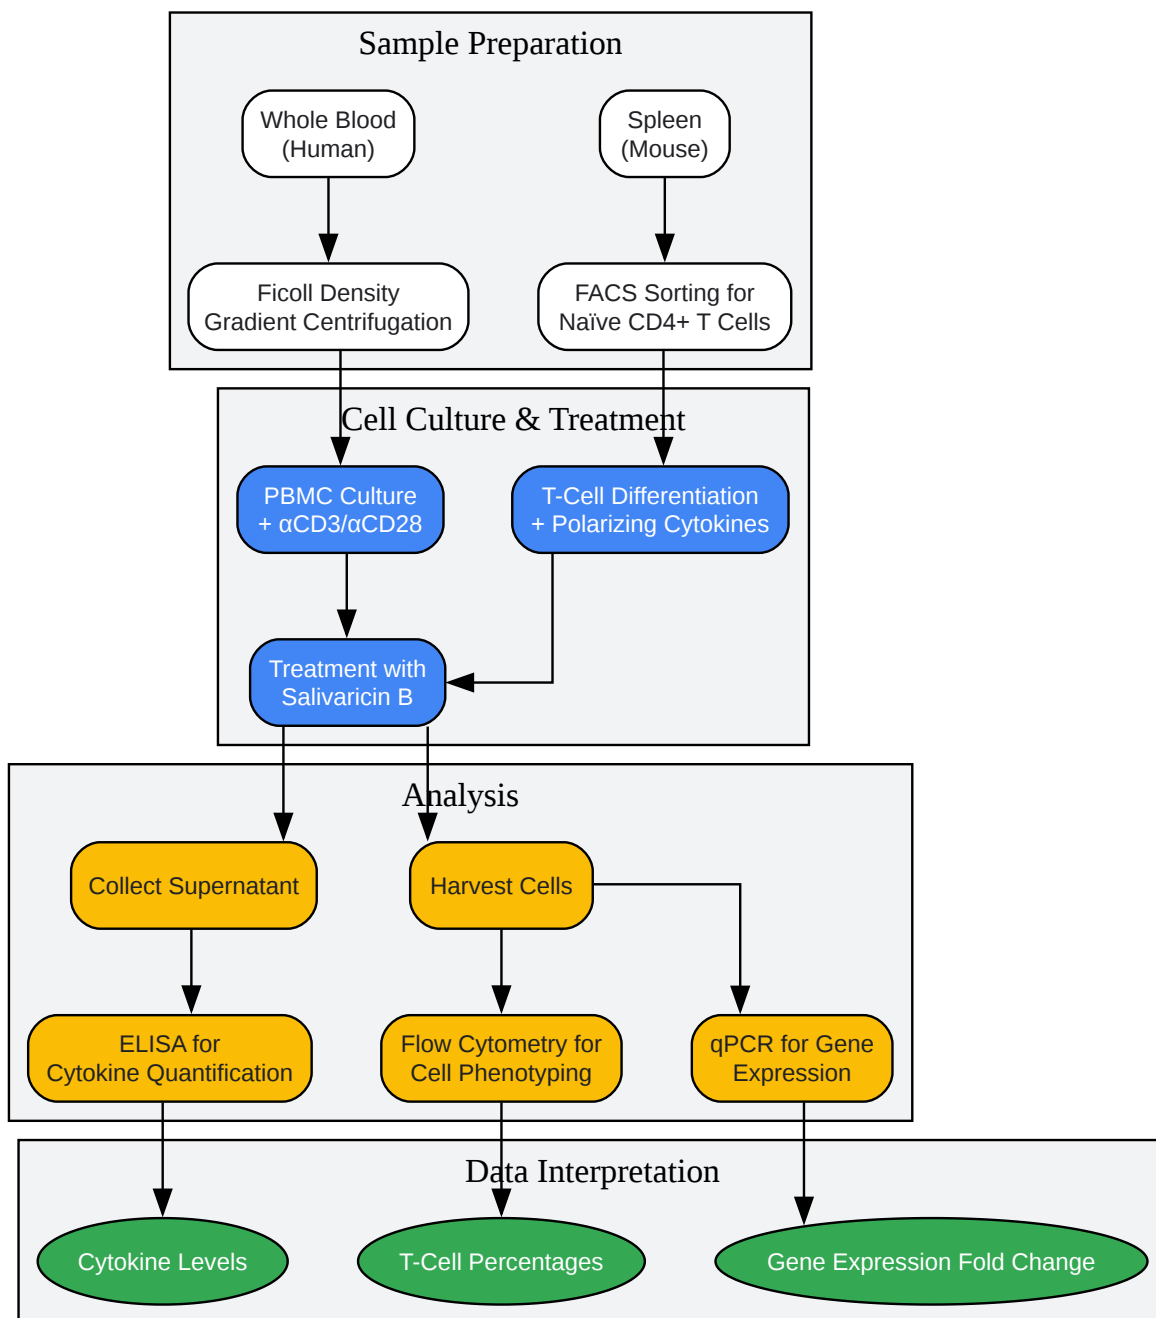 Sample Preparation
Whole Blood
(Human)
Spleen
(Mouse)
Ficoll Density
Gradient Centrifugation
FACS Sorting for
Naïve CD4+ T Cells
Cell Culture & Treatment
PBMC Culture
+ αCD3/αCD28
T-Cell Differentiation
+ Polarizing Cytokines
Treatment with
Salivaricin B
Analysis
Collect Supernatant
Harvest Cells
ELISA for
Cytokine Quantification
Flow Cytometry for
Cell Phenotyping
qPCR for Gene
Expression
Data Interpretation
Cytokine Levels
T-Cell Percentages
Gene Expression Fold Change